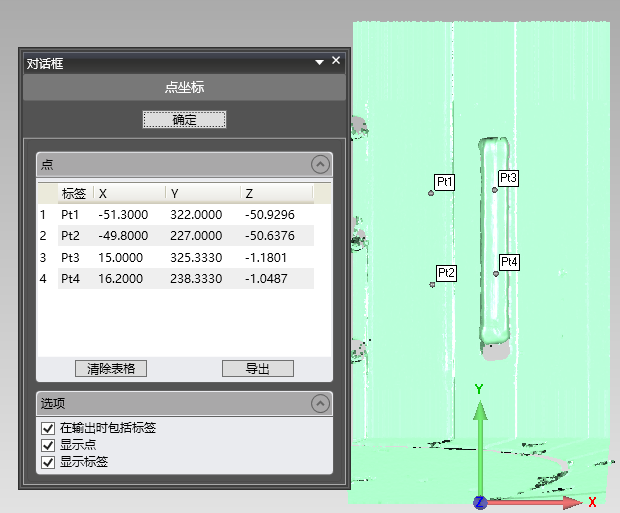 对话框
点坐标
确定
点
标签 X Y Z
1 Pt1 -51.3000 322.0000 -50.9296
2 Pt2 -49.8000 227.0000 -50.6376
3 Pt3 15.0000 325.3330 -1.1801
4 Pt4 16.2000 238.3330 -1.0487
清除表格 导出
选项
在输出时包括标签
显示点
显示标签
Pt1 Pt3
Pt2 Pt4
Y
Z X